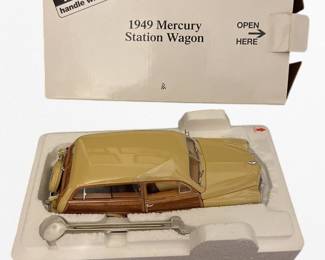 handle w
1949 Mercury
Station Wagon
OPEN
HERE